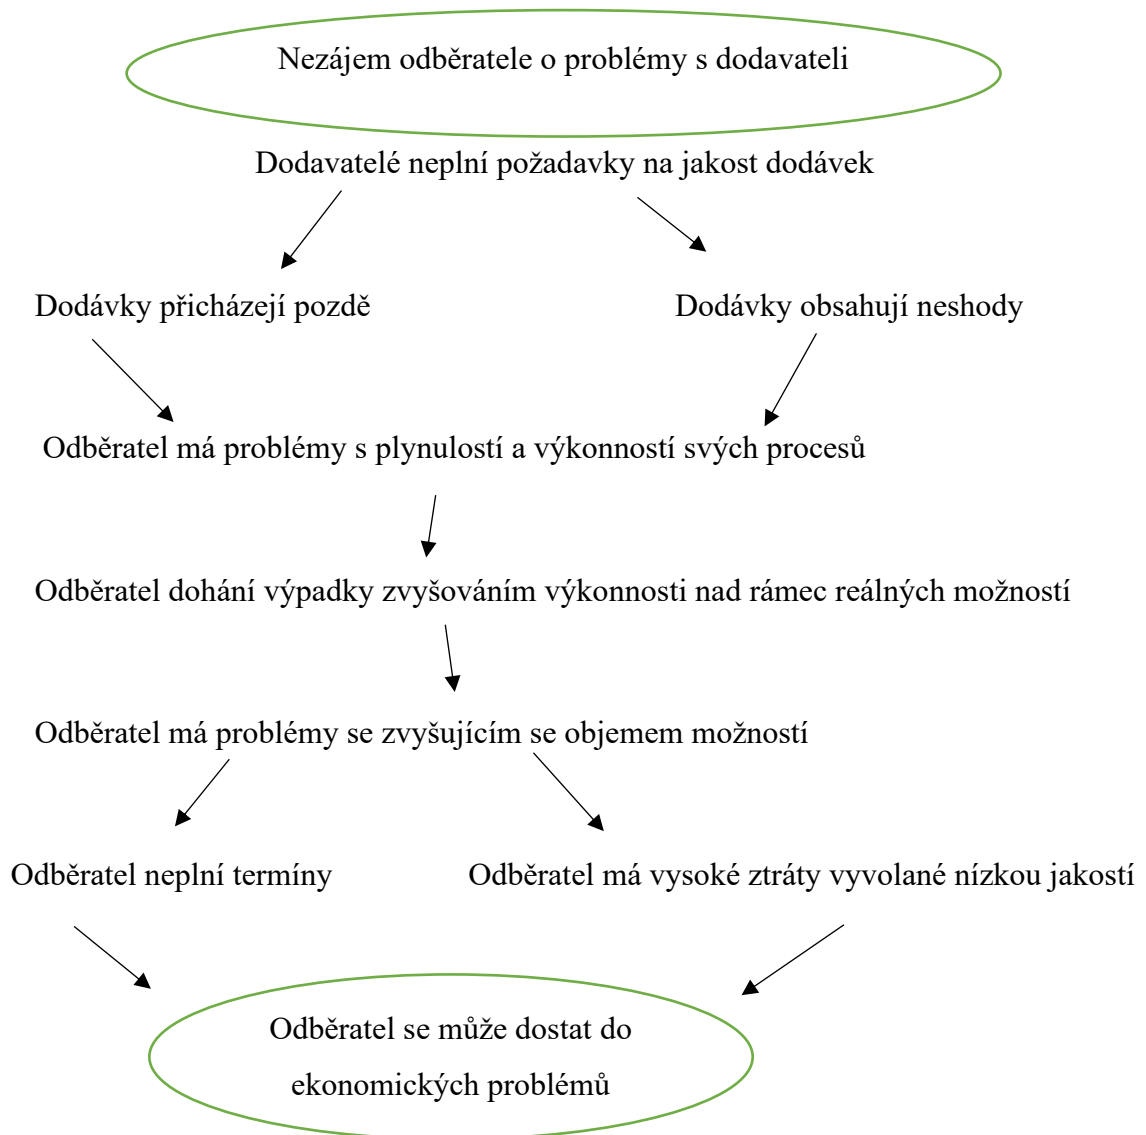 Nezájem odběratele o problémy s dodavateli
Dodavatelé neplní požadavky na jakost dodávek
Dodávky přicházejí pozdě
Dodávky obsahují neshody
Odběratel má problémy s plynulostí a výkonností svých procesů
Odběratel dohání výpadky zvyšováním výkonnosti nad rámec reálných možností
Odběratel má problémy se zvyšujícím se objemem možností
Odběratel neplní termíny
Odběratel má vysoké ztráty vyvolané nízkou jakostí
Odběratel se může dostat do
ekonomických problémů